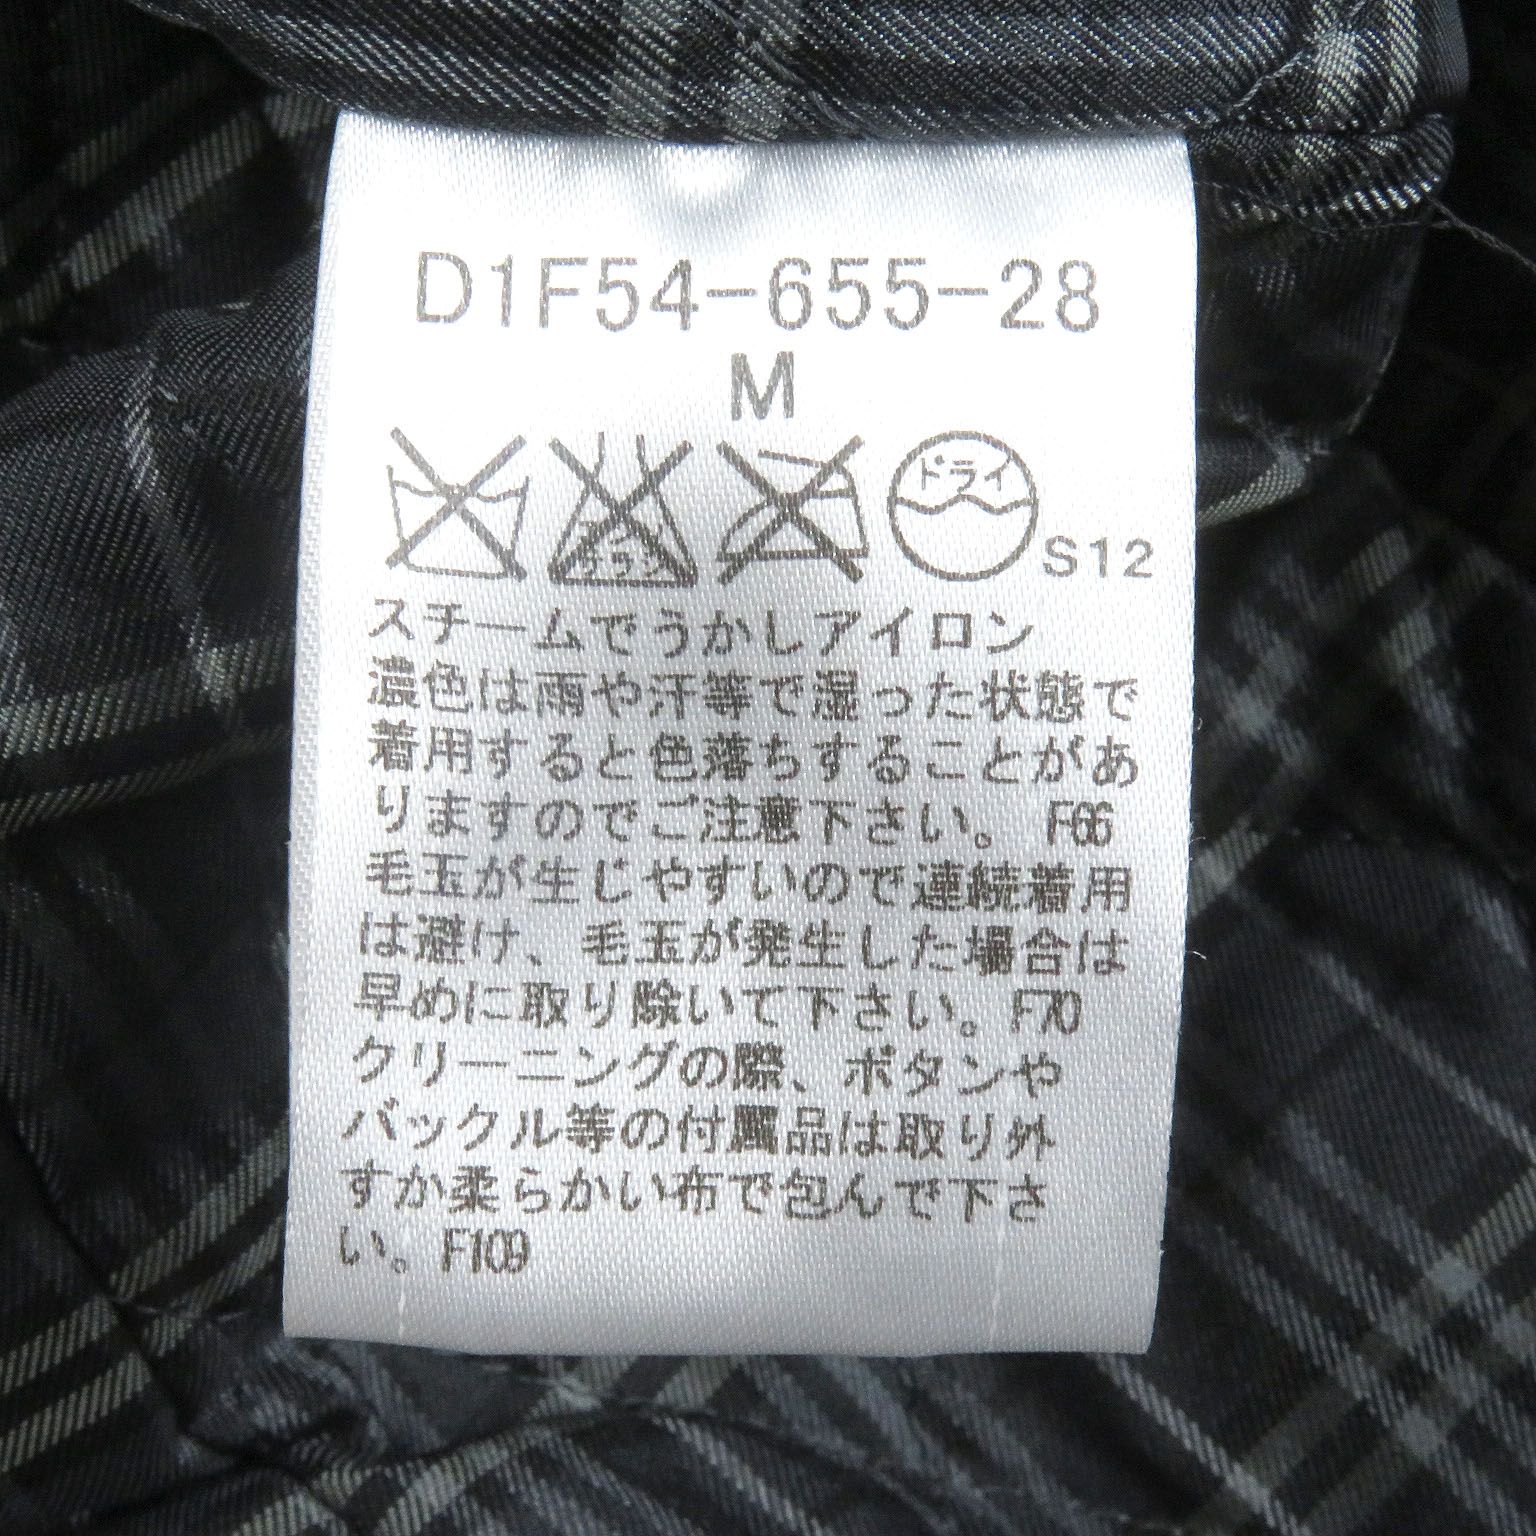 D1F54-655-28
M
エンソ
サラシ
ドライ
S12
スチームでうかしアイロン
濃色は雨や汗等で湿った状態で
着用すると色落ちすることがあ
りますのでご注意下さい。 F66
毛玉が生じやすいので連続着用
は避け、毛玉が発生した場合は
早めに取り除いて下さい。F70
クリーニングの際、ボタンや
バックル等の付属品は取り外
すか柔らかい布で包んで下さ
い。F109